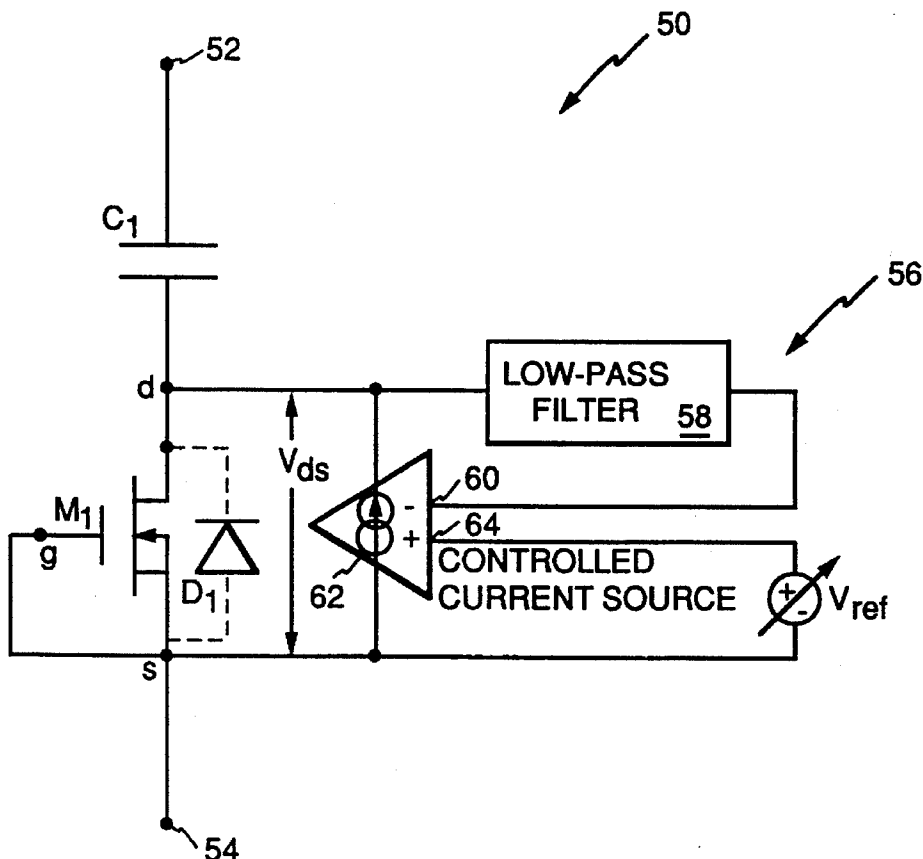 50
52
C1
56
d
LOW-PASS
FILTER 58
Vds
60
64
M1
g
D1
62
- +
CONTROLLED
CURRENT SOURCE
+ -
Vref
s
54